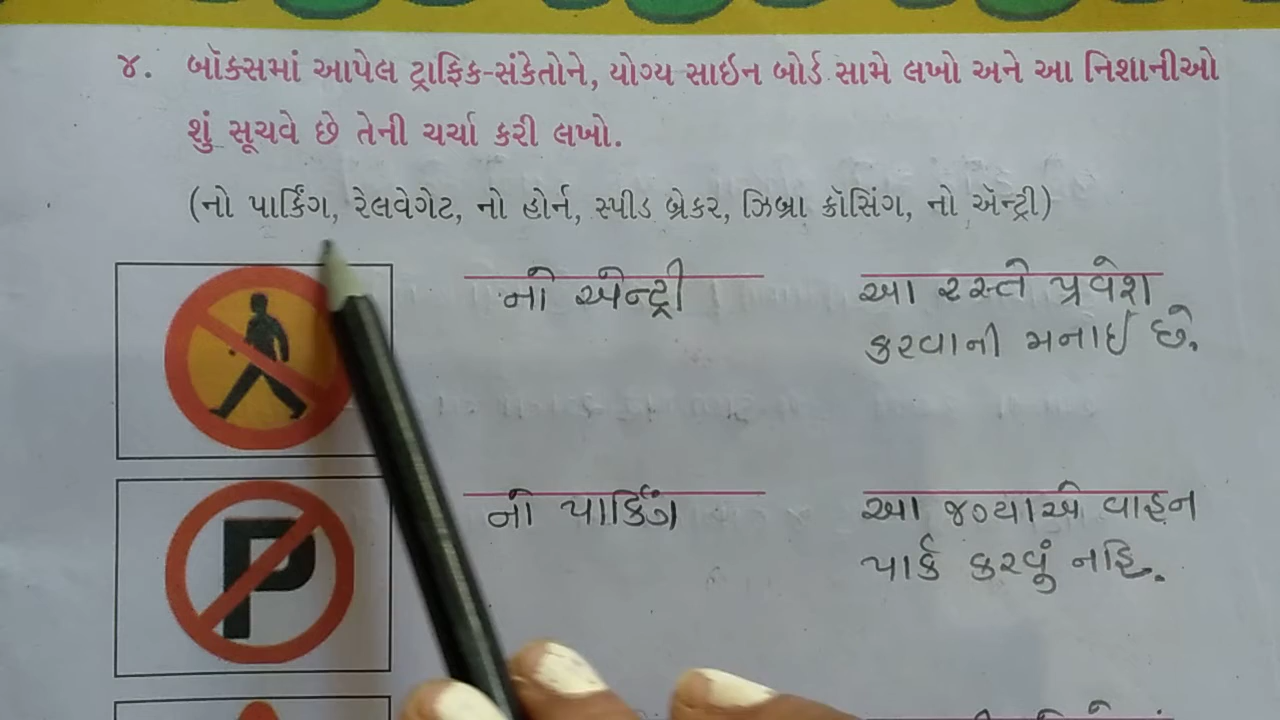 ૪. બૉક્સમાં આપેલ ટ્રાફિક-સંકેતોને, યોગ્ય સાઇન બોર્ડ સામે લખો અને આ નિશાનીઓ
શું સૂચવે છે તેની ચર્ચા કરી લખો.
(નો પાર્કિંગ, રેલવેગેટ, નો હોર્ન, સ્પીડ બ્રેકર, ઝિબ્રા ક્રૉસિંગ, નો ઍન્ટ્રી)
નો એન્ટ્રી
આ રસ્તે પ્રવેશ
કરવાની મનાઈ છે.
P
નો પાર્કિંગ
આ જગ્યાએ વાહન
પાર્ક કરવું નહિ.